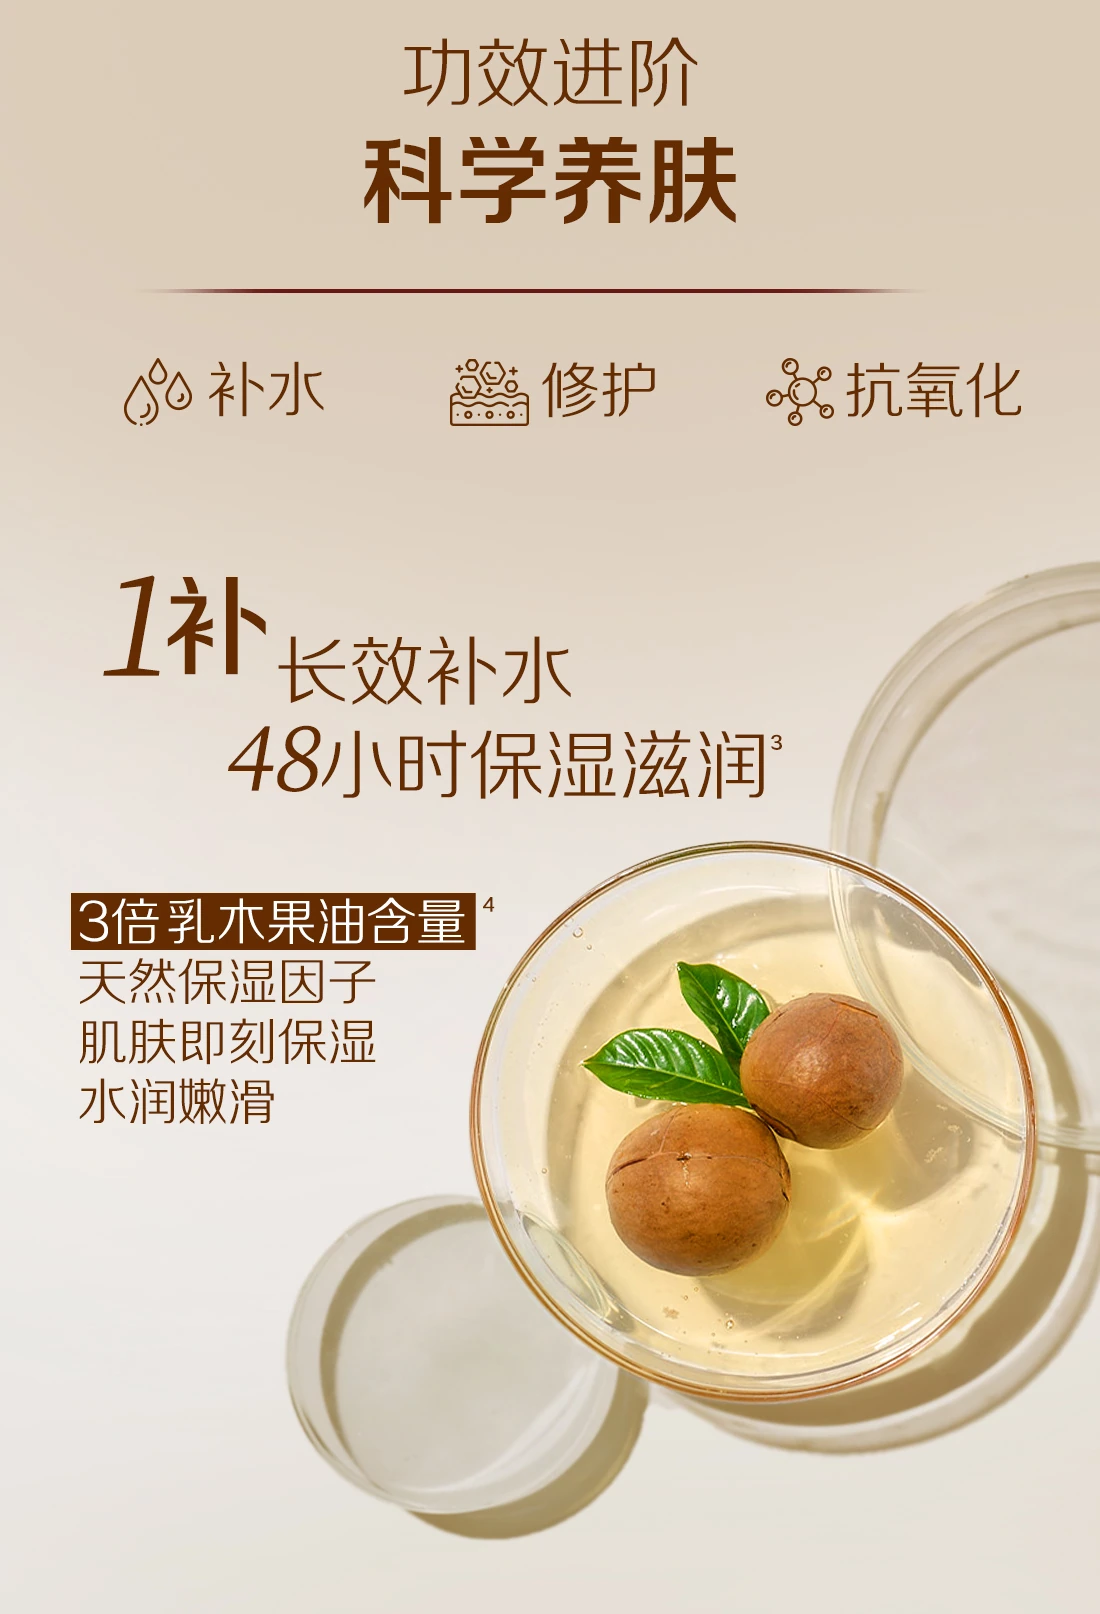 功效进阶
科学养肤
补水 修护 抗氧化
1补 长效补水
48小时保湿滋润3
3倍乳木果油含量4
天然保湿因子
肌肤即刻保湿
水润嫩滑